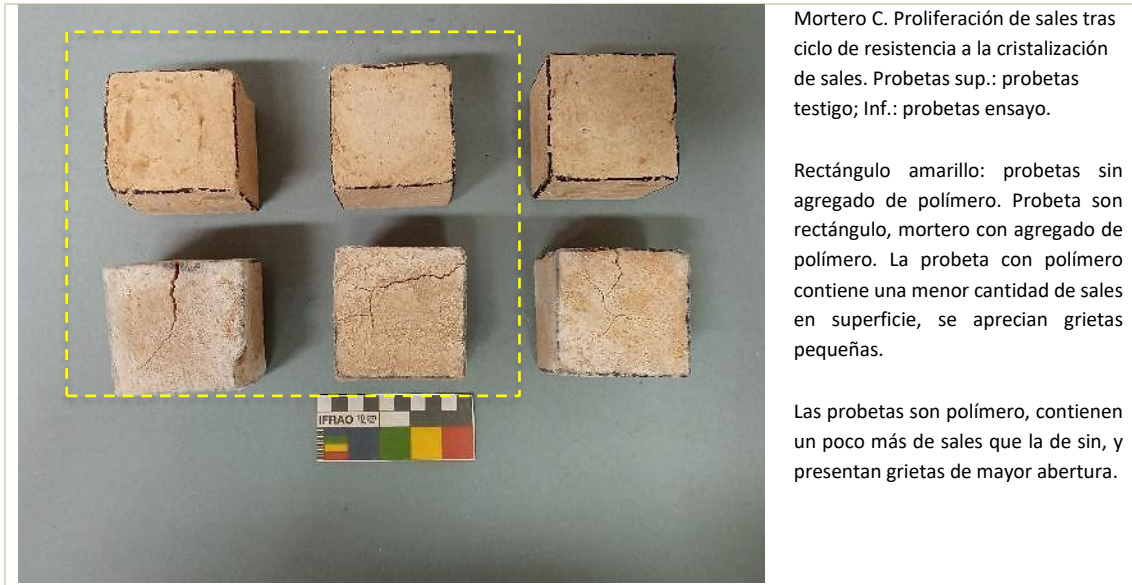 Mortero C. Proliferación de sales tras
ciclo de resistencia a la cristalización
de sales. Probetas sup.: probetas
testigo; Inf.: probetas ensayo.
Rectángulo amarillo: probetas sin
agregado de polímero. Probeta son
rectángulo, mortero con agregado de
polímero. La probeta con polímero
contiene una menor cantidad de sales
en superficie, se aprecian grietas
pequeñas.
Las probetas son polímero, contienen
un poco más de sales que la de sin, y
presentan grietas de mayor abertura.
IFRAO 10 cm